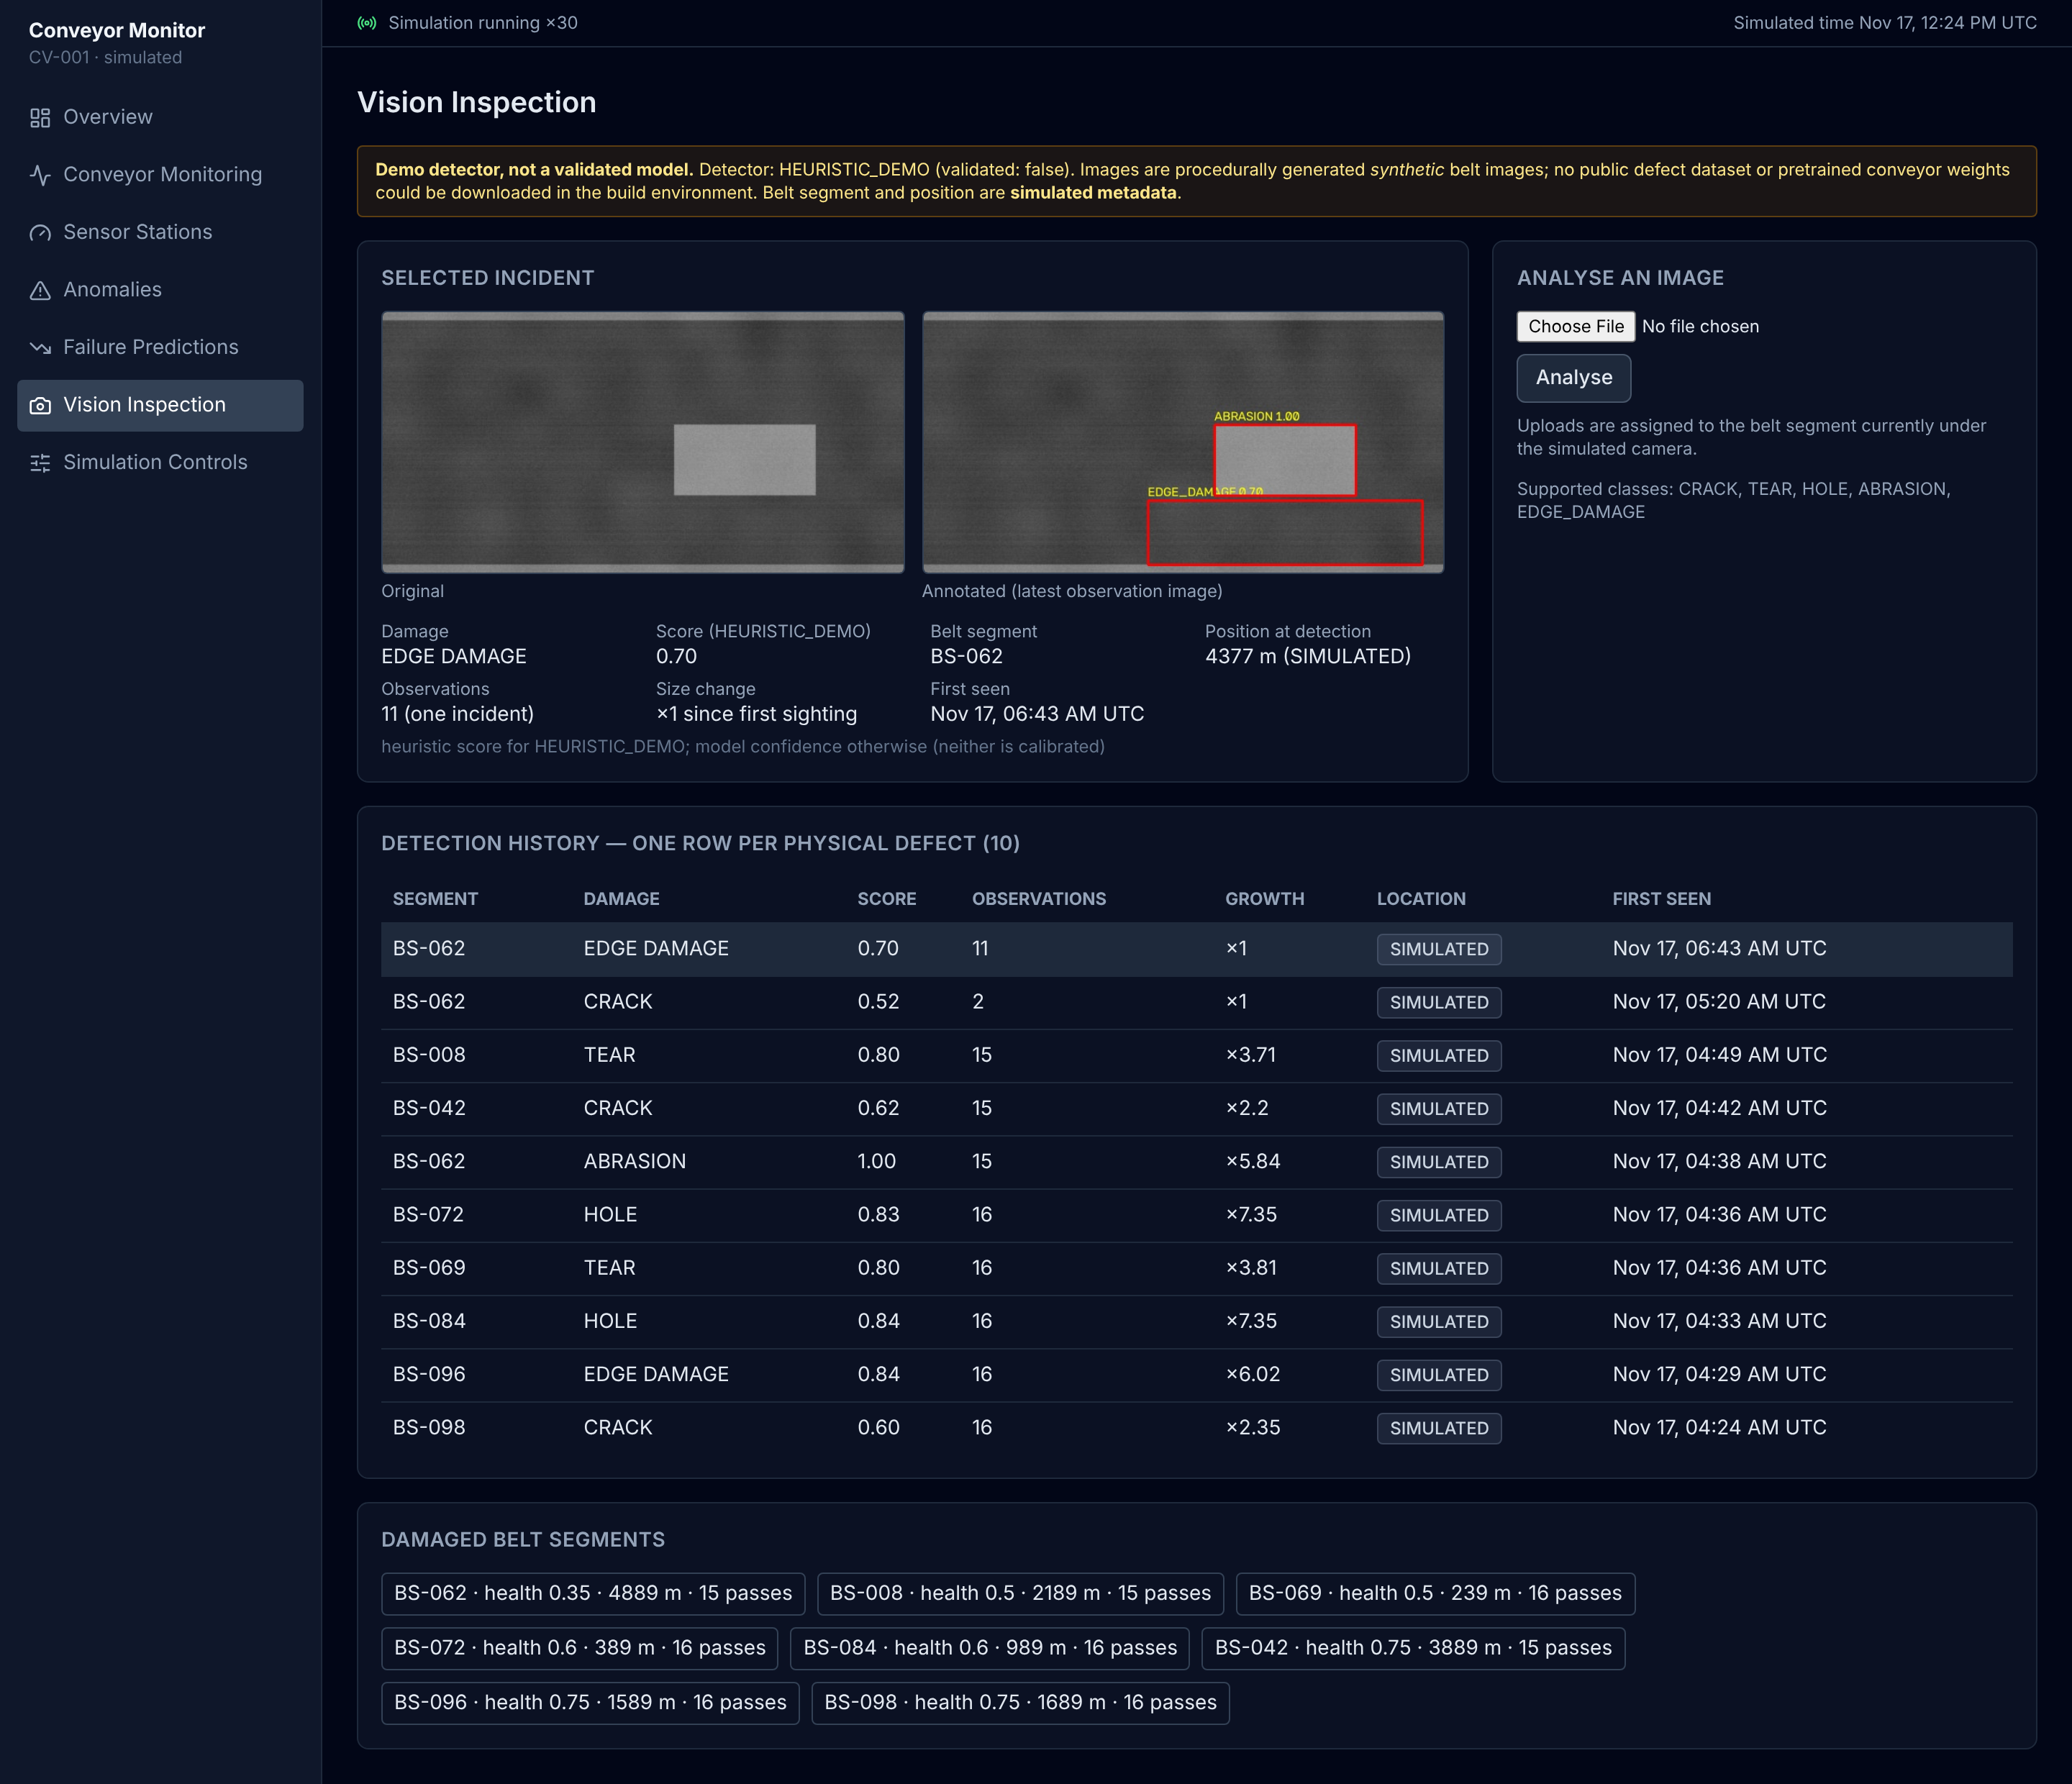 Conveyor Monitor
CV-001 · simulated
Overview
Conveyor Monitoring
Sensor Stations
Anomalies
Failure Predictions
Vision Inspection
Simulation Controls
Simulation running ×30
Simulated time Nov 17, 12:24 PM UTC
Vision Inspection
Demo detector, not a validated model. Detector: HEURISTIC_DEMO (validated: false). Images are procedurally generated synthetic belt images; no public defect dataset or pretrained conveyor weights
could be downloaded in the build environment. Belt segment and position are simulated metadata.
SELECTED INCIDENT
ABRASION 1.00
EDGE_DAMAGE 0.70
Original
Annotated (latest observation image)
Damage
EDGE DAMAGE
Score (HEURISTIC_DEMO)
0.70
Belt segment
BS-062
Position at detection
4377 m (SIMULATED)
Observations
11 (one incident)
Size change
×1 since first sighting
First seen
Nov 17, 06:43 AM UTC
heuristic score for HEURISTIC_DEMO; model confidence otherwise (neither is calibrated)
ANALYSE AN IMAGE
Choose File No file chosen
Analyse
Uploads are assigned to the belt segment currently under
the simulated camera.
Supported classes: CRACK, TEAR, HOLE, ABRASION,
EDGE_DAMAGE
DETECTION HISTORY — ONE ROW PER PHYSICAL DEFECT (10)
SEGMENT DAMAGE SCORE OBSERVATIONS GROWTH LOCATION FIRST SEEN
BS-062 EDGE DAMAGE 0.70 11 ×1 SIMULATED Nov 17, 06:43 AM UTC
BS-062 CRACK 0.52 2 ×1 SIMULATED Nov 17, 05:20 AM UTC
BS-008 TEAR 0.80 15 ×3.71 SIMULATED Nov 17, 04:49 AM UTC
BS-042 CRACK 0.62 15 ×2.2 SIMULATED Nov 17, 04:42 AM UTC
BS-062 ABRASION 1.00 15 ×5.84 SIMULATED Nov 17, 04:38 AM UTC
BS-072 HOLE 0.83 16 ×7.35 SIMULATED Nov 17, 04:36 AM UTC
BS-069 TEAR 0.80 16 ×3.81 SIMULATED Nov 17, 04:36 AM UTC
BS-084 HOLE 0.84 16 ×7.35 SIMULATED Nov 17, 04:33 AM UTC
BS-096 EDGE DAMAGE 0.84 16 ×6.02 SIMULATED Nov 17, 04:29 AM UTC
BS-098 CRACK 0.60 16 ×2.35 SIMULATED Nov 17, 04:24 AM UTC
DAMAGED BELT SEGMENTS
BS-062 · health 0.35 · 4889 m · 15 passes
BS-008 · health 0.5 · 2189 m · 15 passes
BS-069 · health 0.5 · 239 m · 16 passes
BS-072 · health 0.6 · 389 m · 16 passes
BS-084 · health 0.6 · 989 m · 16 passes
BS-042 · health 0.75 · 3889 m · 15 passes
BS-096 · health 0.75 · 1589 m · 16 passes
BS-098 · health 0.75 · 1689 m · 16 passes